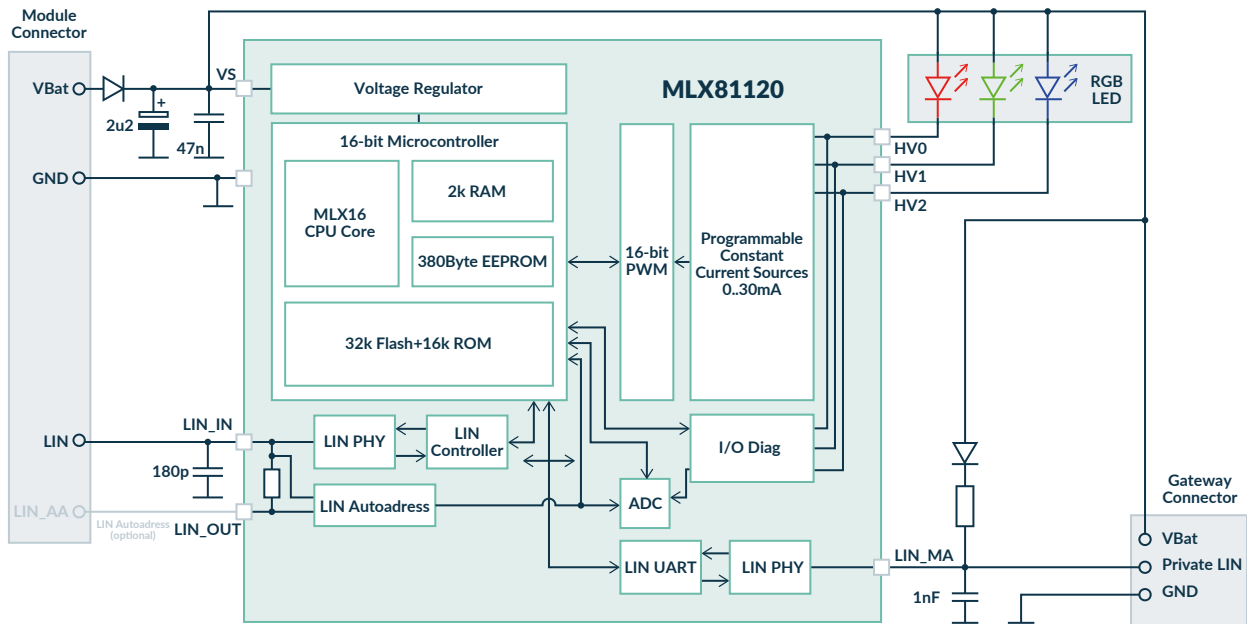 Module
Connector
VBat
2u2
+
47n
VS
GND
LIN
LIN_IN
180p
LIN_AA
LIN Autoadress
(optional)
LIN_OUT
MLX81120
Voltage Regulator
16-bit Microcontroller
MLX16
CPU Core
2k RAM
380Byte EEPROM
32k Flash+16k ROM
16-bit
PWM
Programmable
Constant
Current Sources
0..30mA
LIN PHY
LIN
Controller
LIN Autoadress
I/O Diag
ADC
LIN UART
LIN PHY
RGB
LED
HV0
HV1
HV2
LIN_MA
1nF
Gateway
Connector
VBat
Private LIN
GND